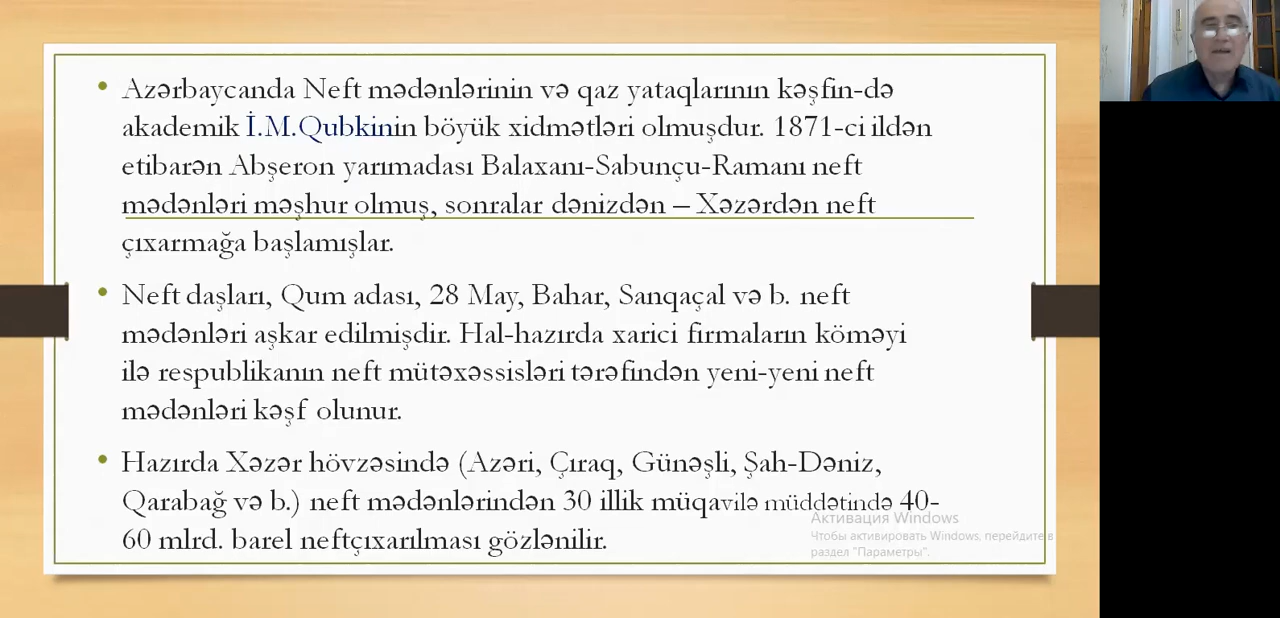 • Azərbaycanda Neft mədənlərinin və qaz yataqlarının kəşfin-də
akademik İ.M.Qubkinin böyük xidmətləri olmuşdur. 1871-ci ildən
etibarən Abşeron yarımadası Balaxanı-Sabunçu-Ramanı neft
mədənləri məşhur olmuş, sonralar dənizdən – Xəzərdən neft
çıxarmağa başlamışlar.
• Neft daşları, Qum adası, 28 May, Bahar, Sanqaçal və b. neft
mədənləri aşkar edilmişdir. Hal-hazırda xarici firmaların köməyi
ilə respublikanın neft mütəxəssisləri tərəfindən yeni-yeni neft
mədənləri kəşf olunur.
• Hazırda Xəzər hövzəsində (Azəri, Çıraq, Günəşli, Şah-Dəniz,
Qarabağ və b.) neft mədənlərindən 30 illik müqavilə müddətində 40-
60 mlrd. barel neftçıxarılması gözlənilir.
Активация Windows
Чтобы активировать Windows, перейдите в
раздел "Параметры".